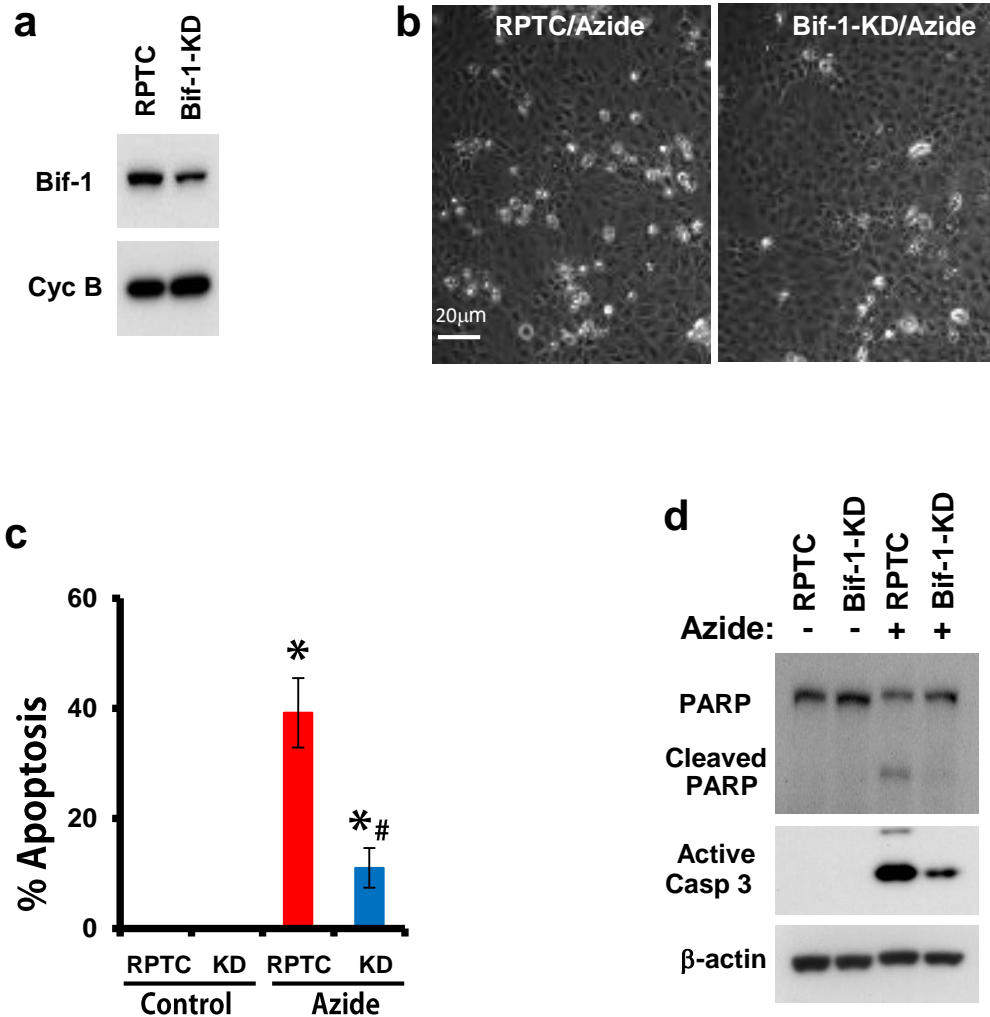 a
RPTC
Bif-1-KD
Bif-1
Cyc B
b
RPTC/Azide
Bif-1-KD/Azide
20μm
c
60
40
20
0
% Apoptosis
*
*#
RPTC KD RPTC KD
Control Azide
d
RPTC
Bif-1-KD
RPTC
Bif-1-KD
Azide: - - + +
PARP
Cleaved
PARP
Active
Casp 3
β-actin